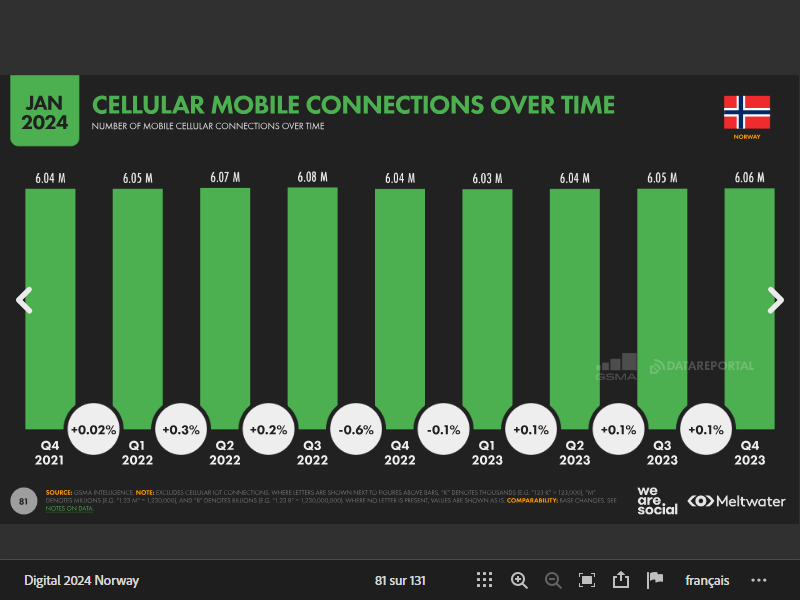 JAN
2024
CELLULAR MOBILE CONNECTIONS OVER TIME
NUMBER OF MOBILE CELLULAR CONNECTIONS OVER TIME
NORWAY
6.04 M 6.05 M 6.07 M 6.08 M 6.04 M 6.03 M 6.04 M 6.05 M 6.06 M
GSMA DATAREPORTAL
+0.02% +0.3% +0.2% -0.6% -0.1% +0.1% +0.1% +0.1%
Q4 Q1 Q2 Q3 Q4 Q1 Q2 Q3 Q4
2021 2022 2022 2022 2022 2023 2023 2023 2023
81
SOURCE: GSMA INTELLIGENCE. NOTE: EXCLUDES CELLULAR IOT CONNECTIONS. WHERE LETTERS ARE SHOWN NEXT TO FIGURES ABOVE BARS, "K" DENOTES THOUSANDS (E.G. "123 K" = 123,000), "M"
DENOTES MILLIONS (E.G. "1.23 M" = 1,230,000), AND "B" DENOTES BILLIONS (E.G. "1.23 B" = 1,230,000,000). WHERE NO LETTER IS PRESENT, VALUES ARE SHOWN AS IS. COMPARABILITY: BASE CHANGES. SEE
NOTES ON DATA.
we
are.
social
Meltwater
Digital 2024 Norway
81 sur 131
français